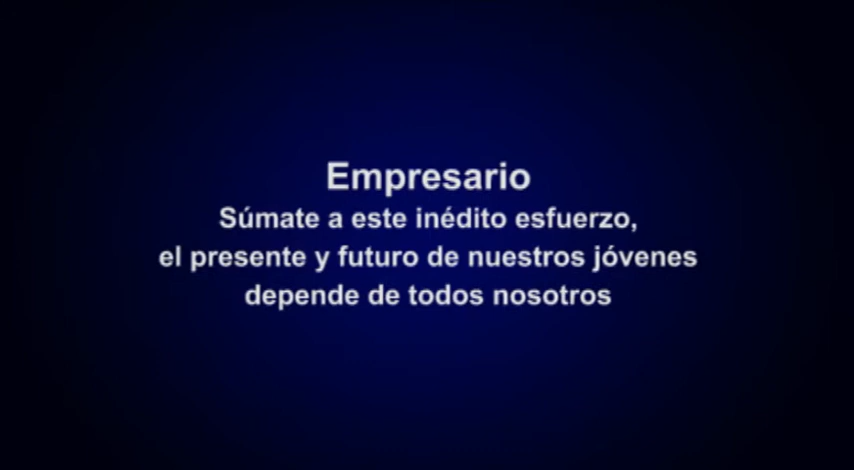 Empresario
Súmate a este inédito esfuerzo,
el presente y futuro de nuestros jóvenes
depende de todos nosotros